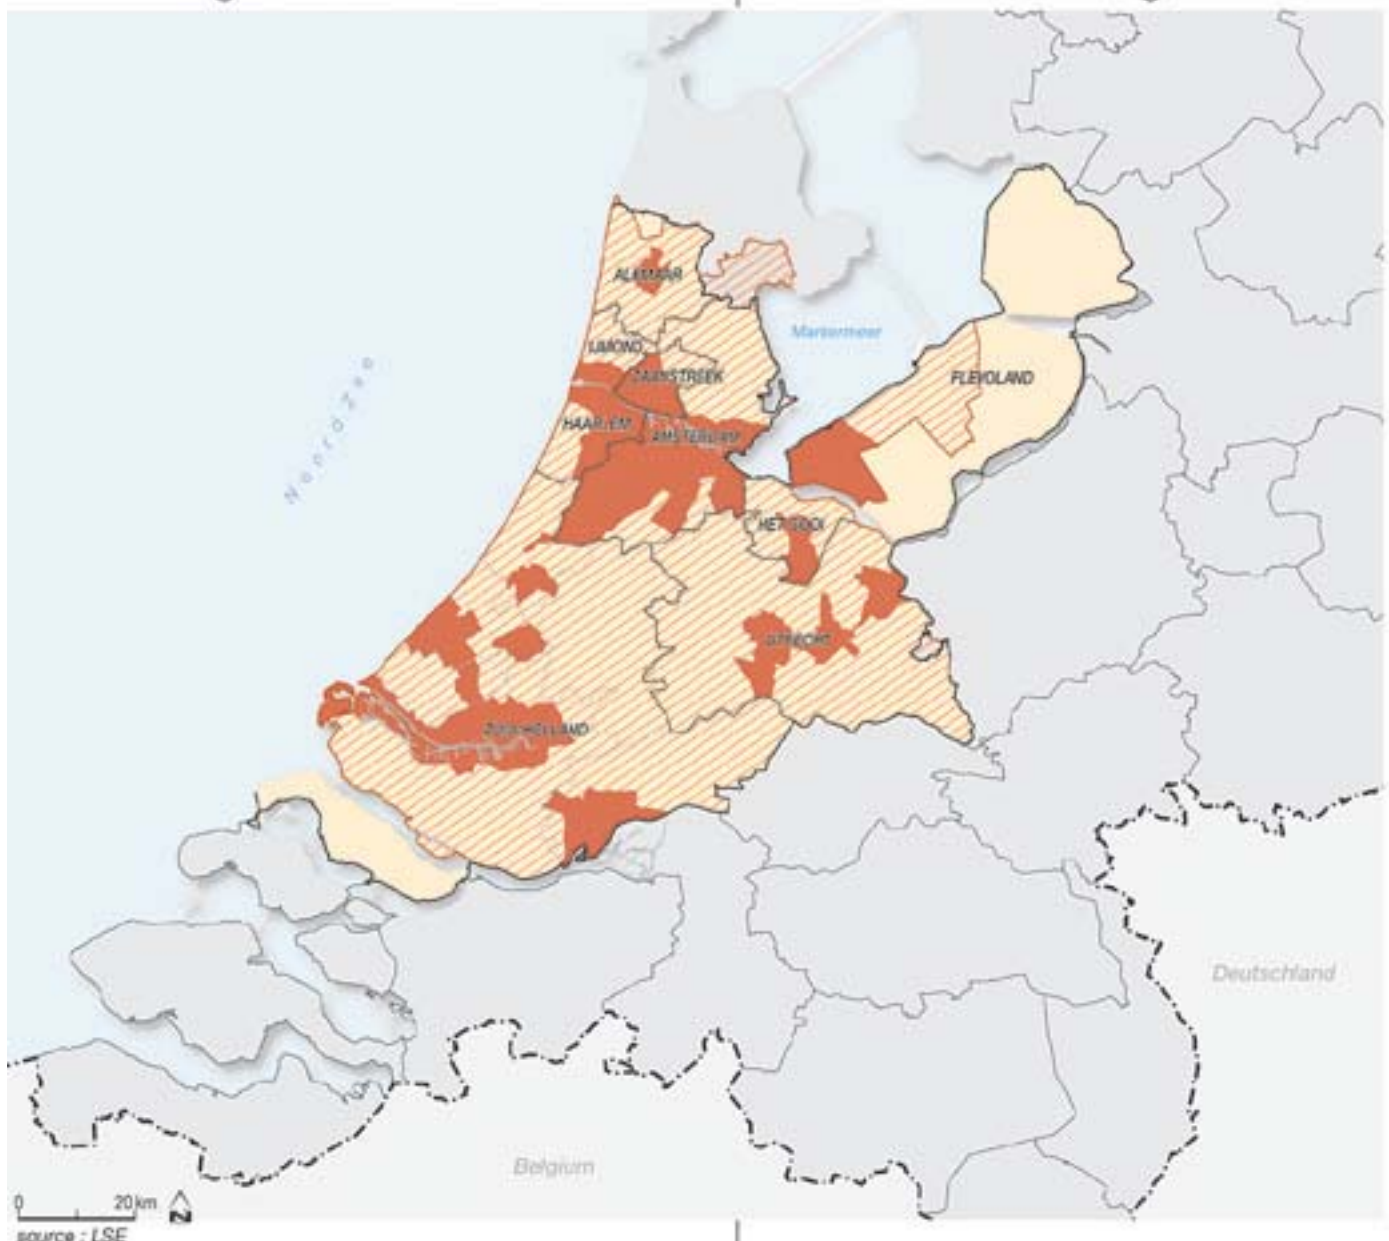 ALKMAAR
Markermeer
IJMOND
ZAANSTREEK
FLEVOLAND
Noordzee
HAARLEM
AMSTERDAM
HET GOOI
UTRECHT
ZUID-HOLLAND
Deutschland
Belgium
0 20 km
N
source : LSE